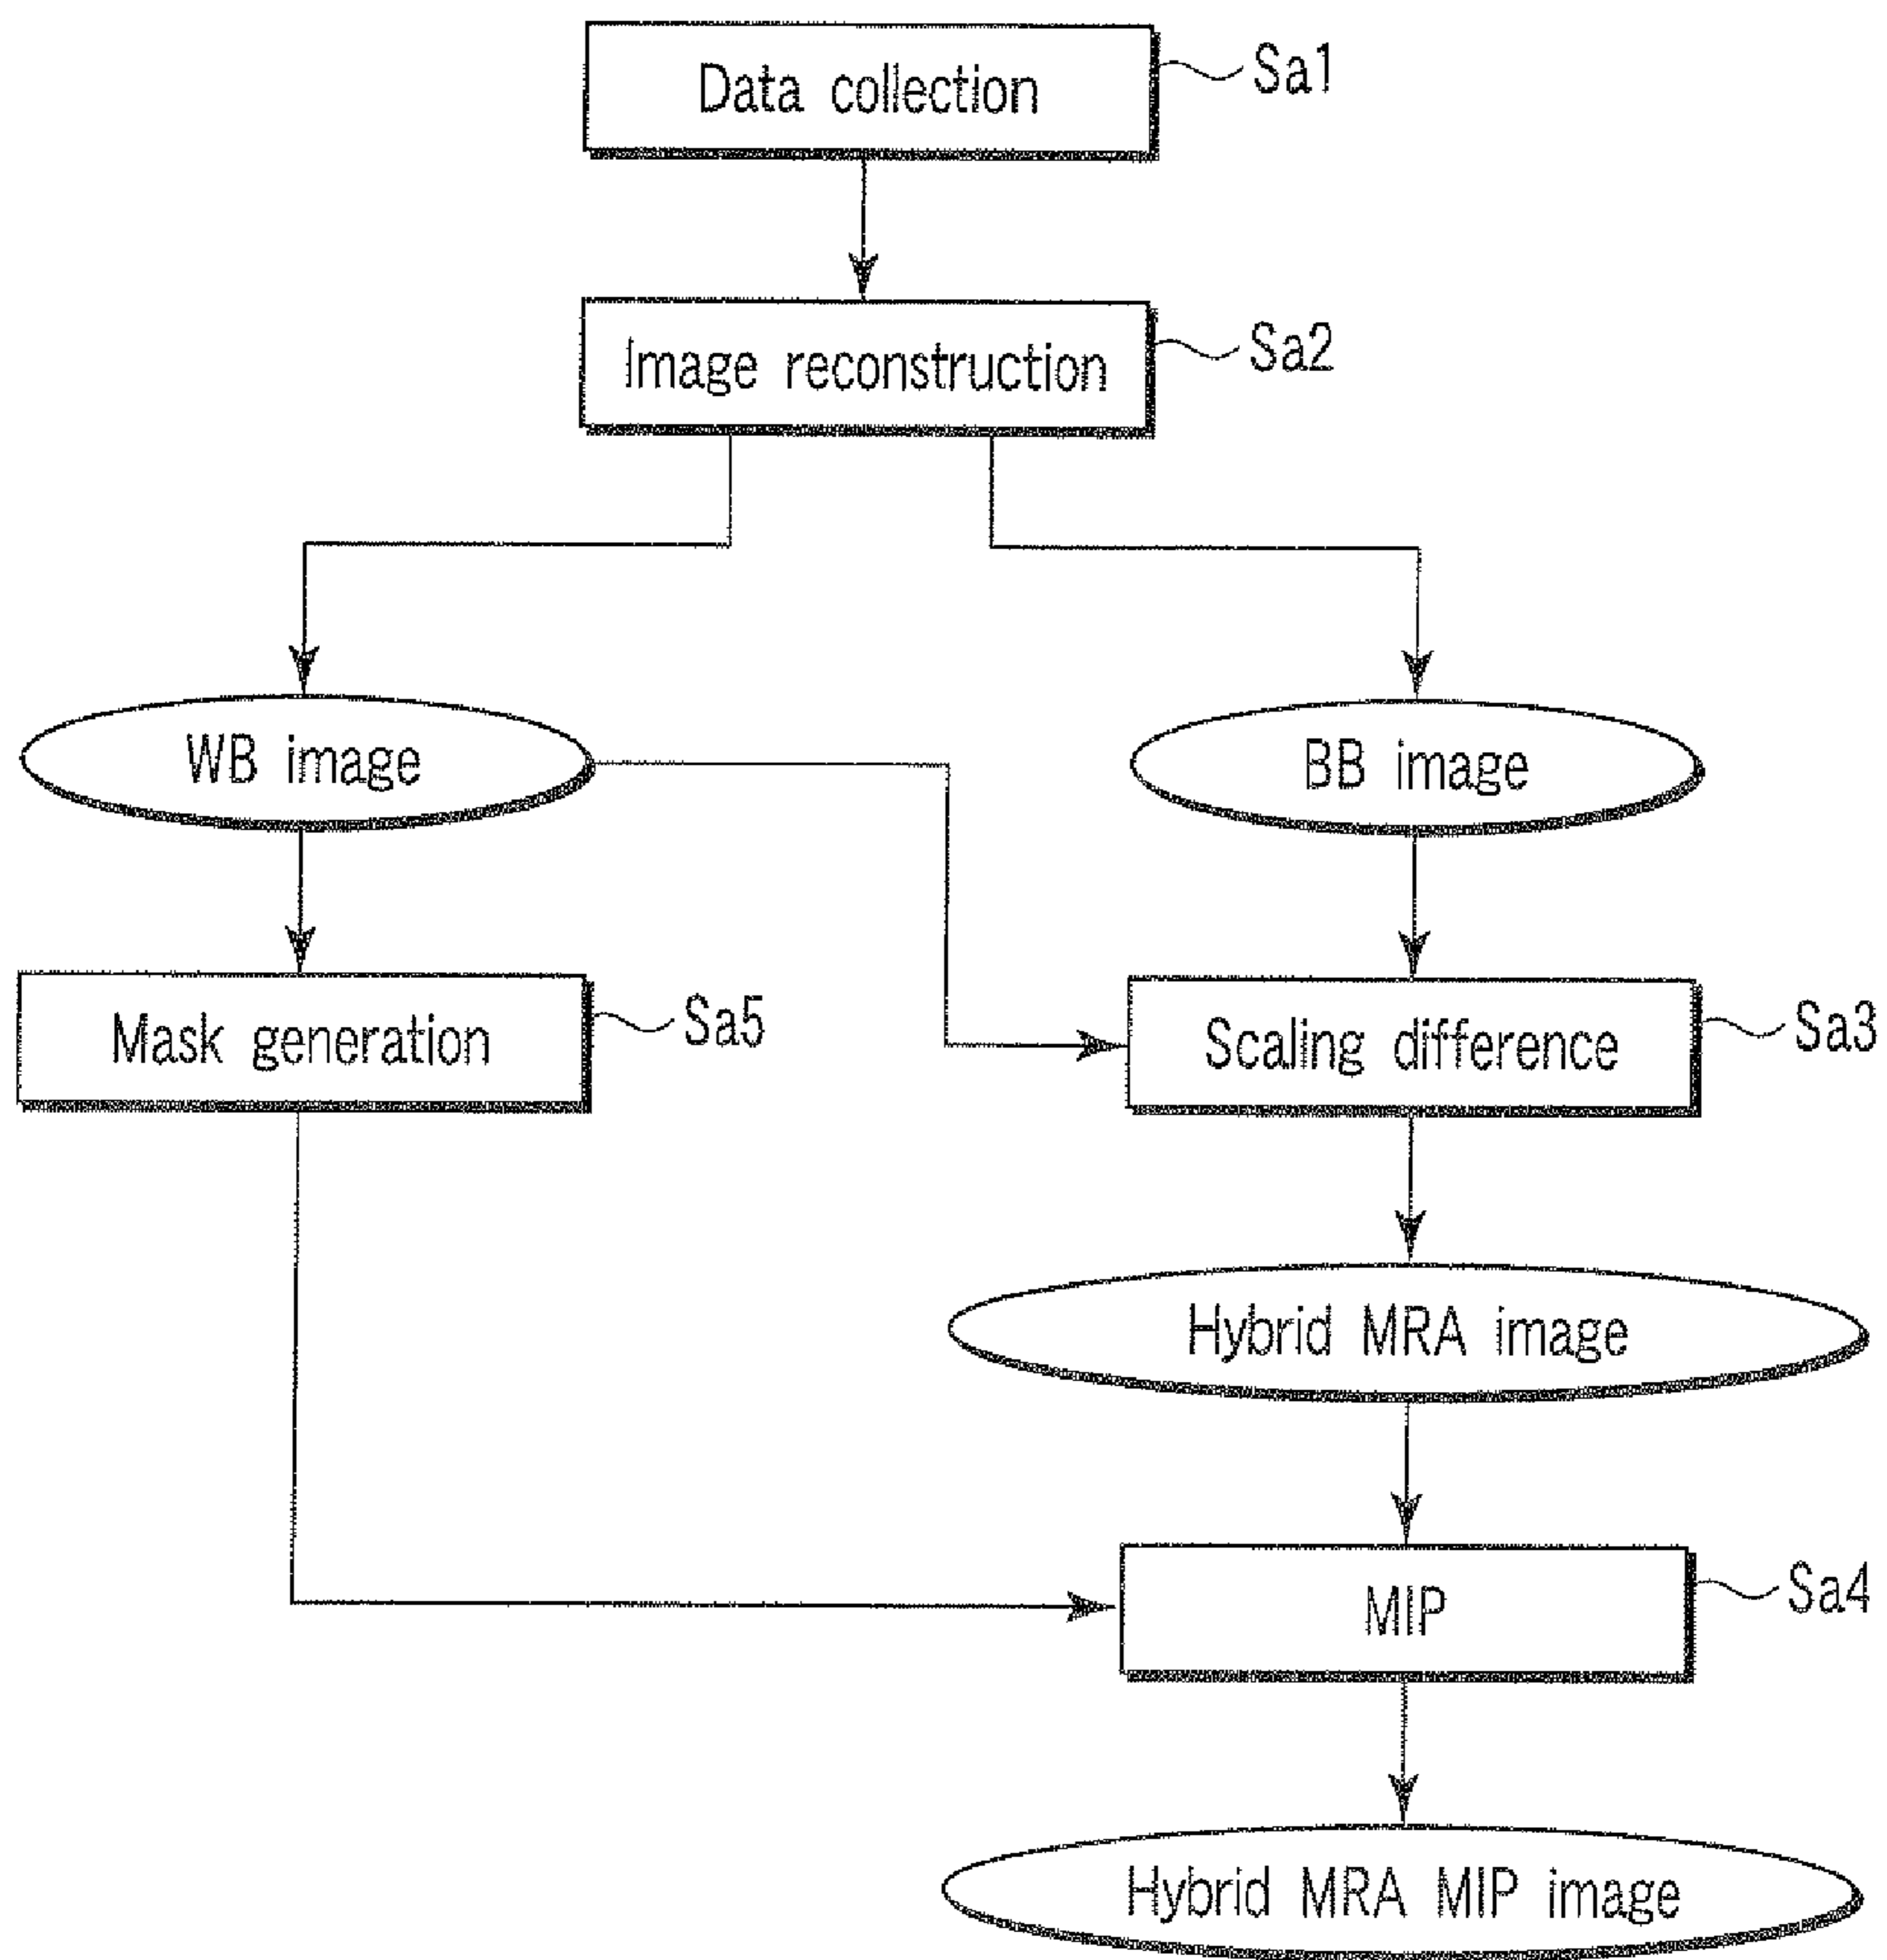 Data collection
Sa1
Image reconstruction
Sa2
WB image
BB image
Mask generation
Sa5
Scaling difference
Sa3
Hybrid MRA image
MIP
Sa4
Hybrid MRA MIP image